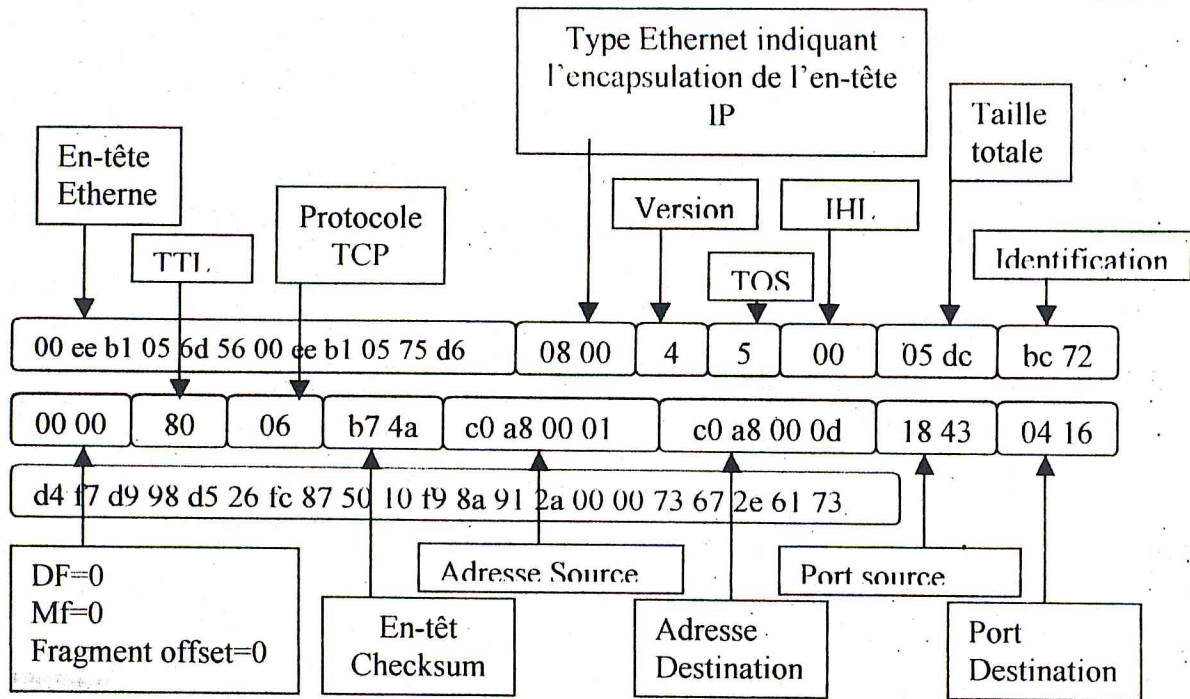 Type Ethernet indiquant
l'encapsulation de l'en-tête
IP
Taille
totale
En-tête
Etherne
Protocole
TCP
Version
IHL
TTL
TOS
Identification
00 ee b1 05 6d 56 00 ee b1 05 75 d6
08 00
4
5
00
05 dc
bc 72
00 00
80
06
b7 4a
c0 a8 00 01
c0 a8 00 0d
18 43
04 16
d4 f7 d9 98 d5 26 fc 87 50 10 f9 8a 91 2a 00 00 73 67 2e 61 73
DF=0
Mf=0
Fragment offset=0
En-têt
Checksum
Adresse Source
Adresse
Destination
Port source
Port
Destination